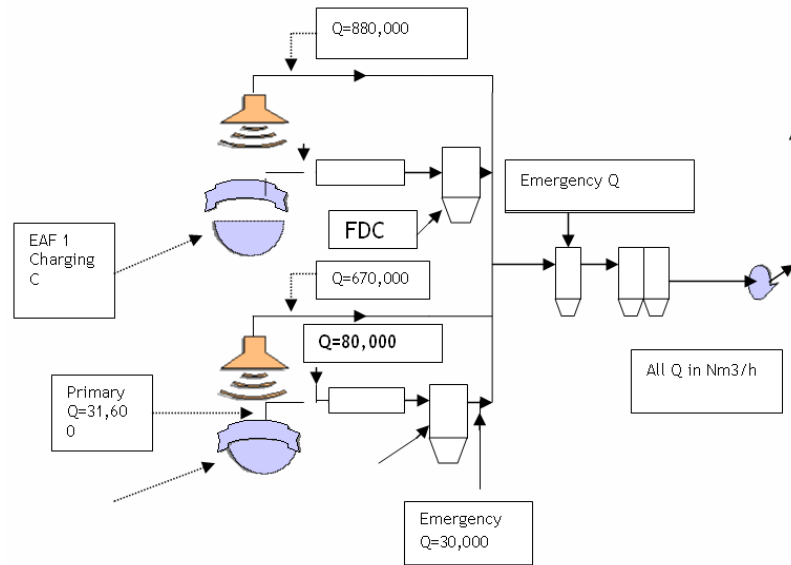 Q=880,000
Emergency Q
FDC
EAF 1
Charging
C
Q=670,000
Q=80,000
All Q in Nm3/h
Primary
Q=31,60
0
Emergency
Q=30,000